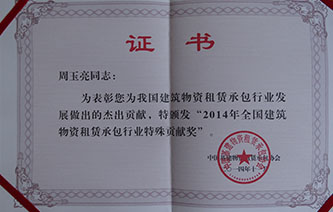 证书
周玉亮同志：
为表彰您为我国建筑物资租赁承包行业发
展做出的杰出贡献，特颁发“2014年全国建筑
物资租赁承包行业特殊贡献奖”。